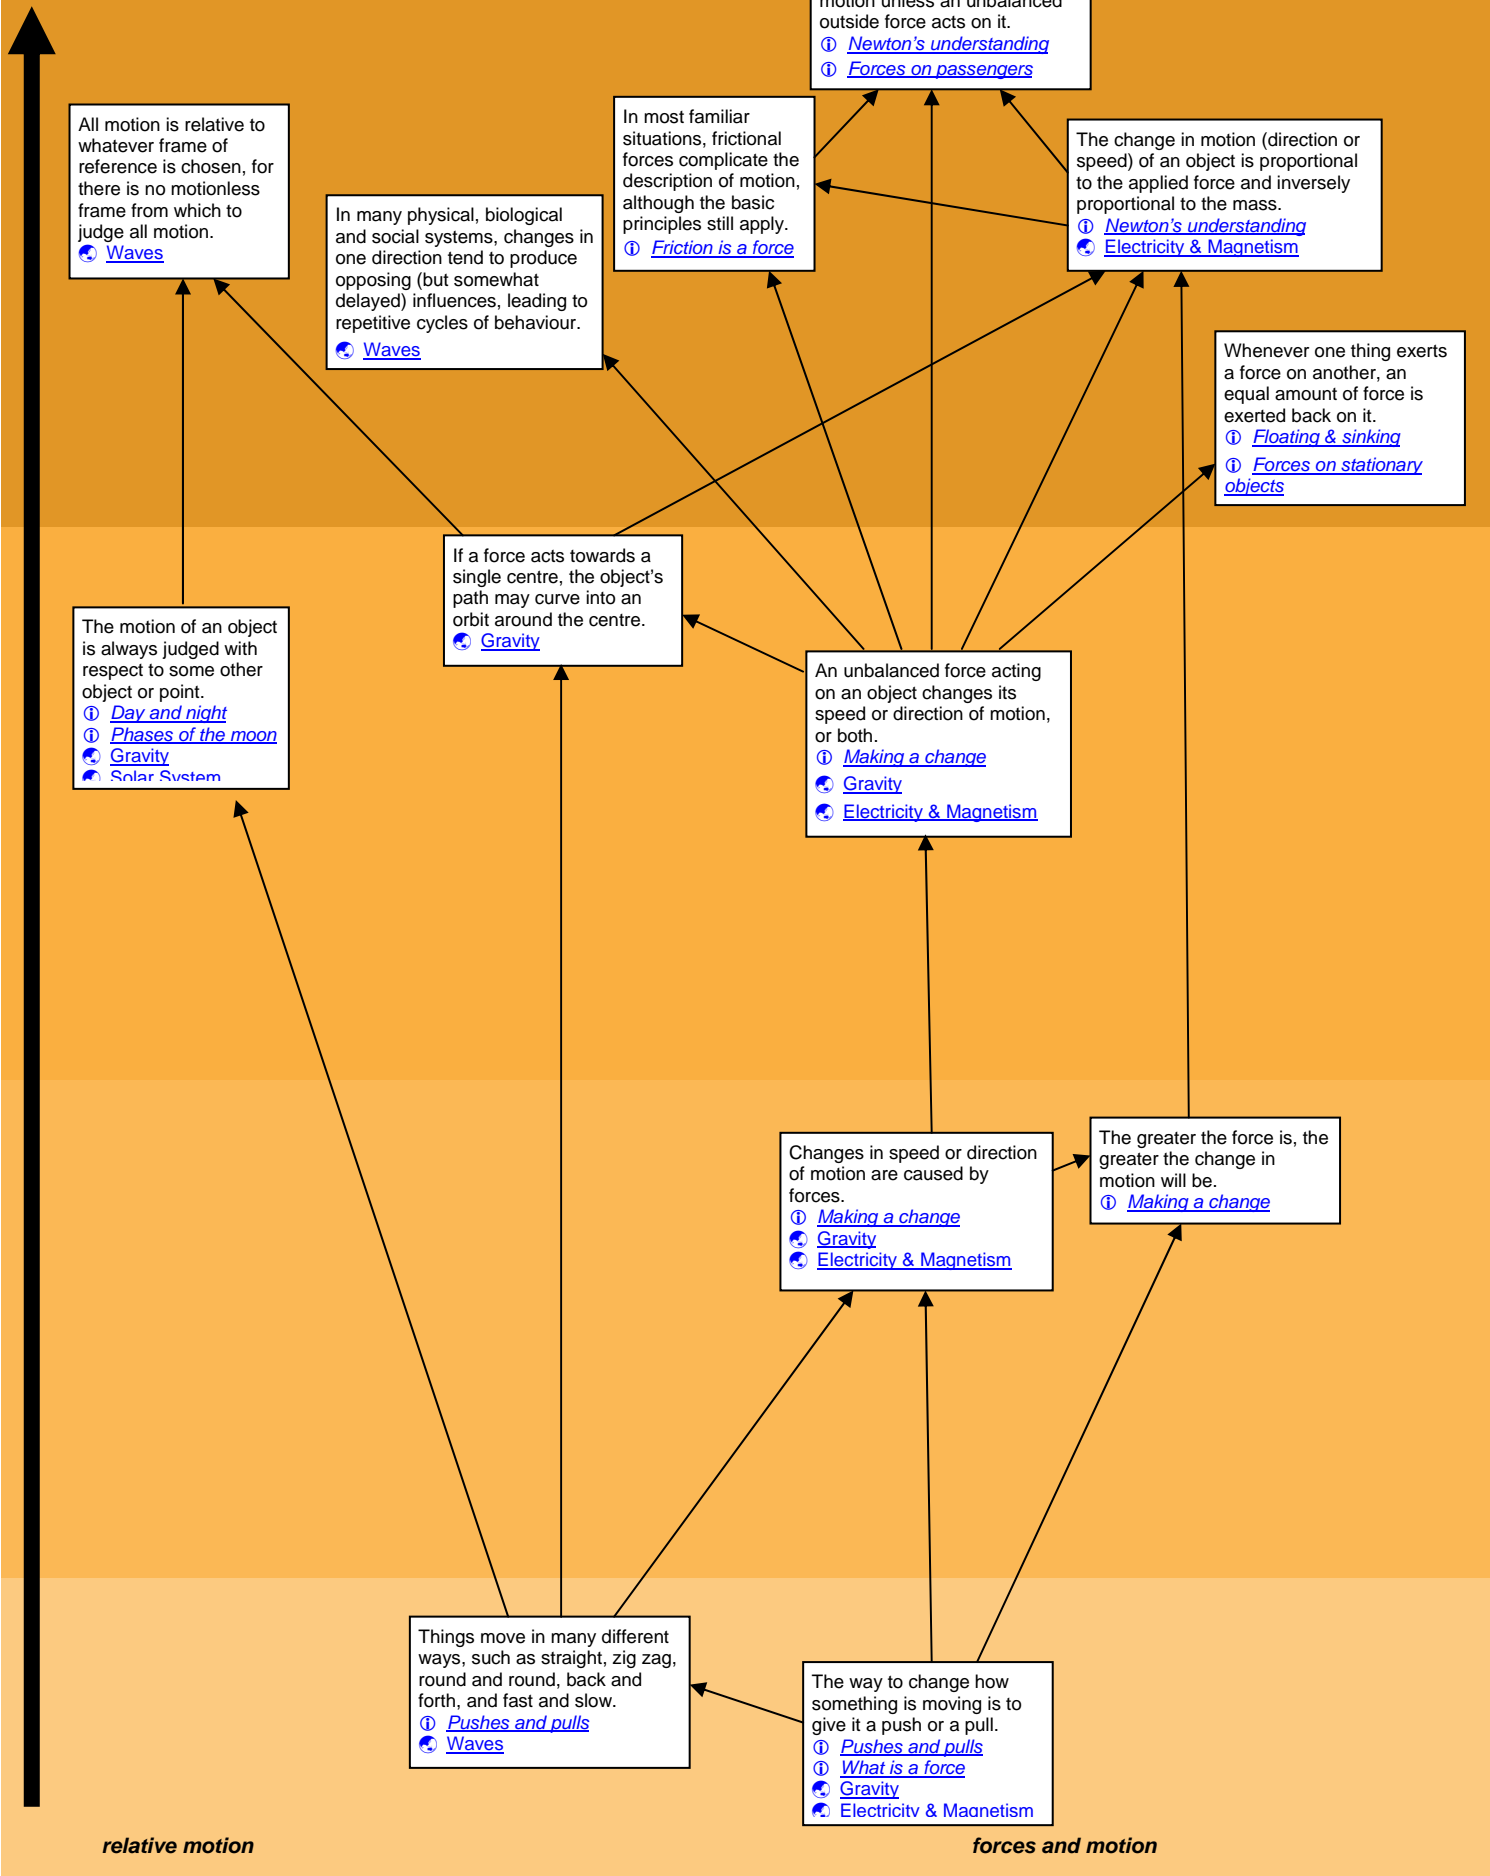 motion unless an unbalanced
outside force acts on it.
Newton's understanding
Forces on passengers
All motion is relative to
whatever frame of
reference is chosen, for
there is no motionless
frame from which to
judge all motion.
Waves
In many physical, biological
and social systems, changes in
one direction tend to produce
opposing (but somewhat
delayed) influences, leading to
repetitive cycles of behaviour.
Waves
In most familiar
situations, frictional
forces complicate the
description of motion,
although the basic
principles still apply.
Friction is a force
The change in motion (direction or
speed) of an object is proportional
to the applied force and inversely
proportional to the mass.
Newton's understanding
Electricity & Magnetism
Whenever one thing exerts
a force on another, an
equal amount of force is
exerted back on it.
Floating & sinking
Forces on stationary
objects
If a force acts towards a
single centre, the object's
path may curve into an
orbit around the centre.
Gravity
The motion of an object
is always judged with
respect to some other
object or point.
Day and night
Phases of the moon
Gravity
Solar System
An unbalanced force acting
on an object changes its
speed or direction of motion,
or both.
Making a change
Gravity
Electricity & Magnetism
Changes in speed or direction
of motion are caused by
forces.
Making a change
Gravity
Electricity & Magnetism
The greater the force is, the
greater the change in
motion will be.
Making a change
Things move in many different
ways, such as straight, zig zag,
round and round, back and
forth, and fast and slow.
Pushes and pulls
Waves
The way to change how
something is moving is to
give it a push or a pull.
Pushes and pulls
What is a force
Gravity
Electricity & Magnetism
relative motion
forces and motion